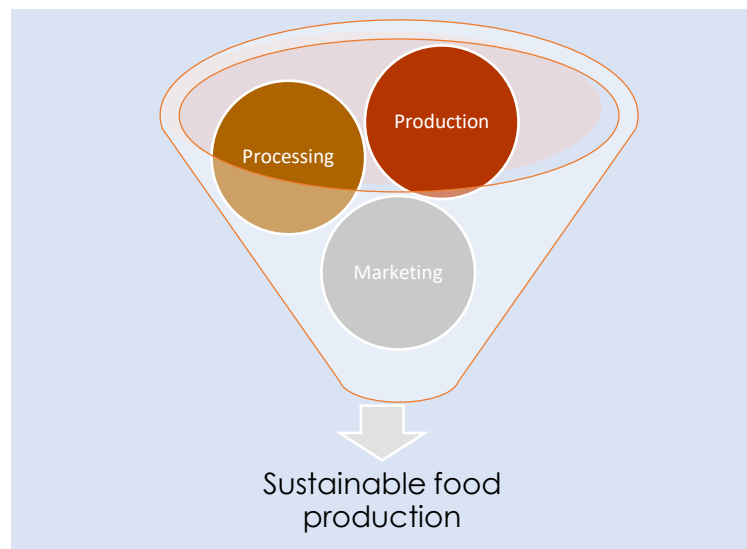 Production
Processing
Marketing
Sustainable food
production